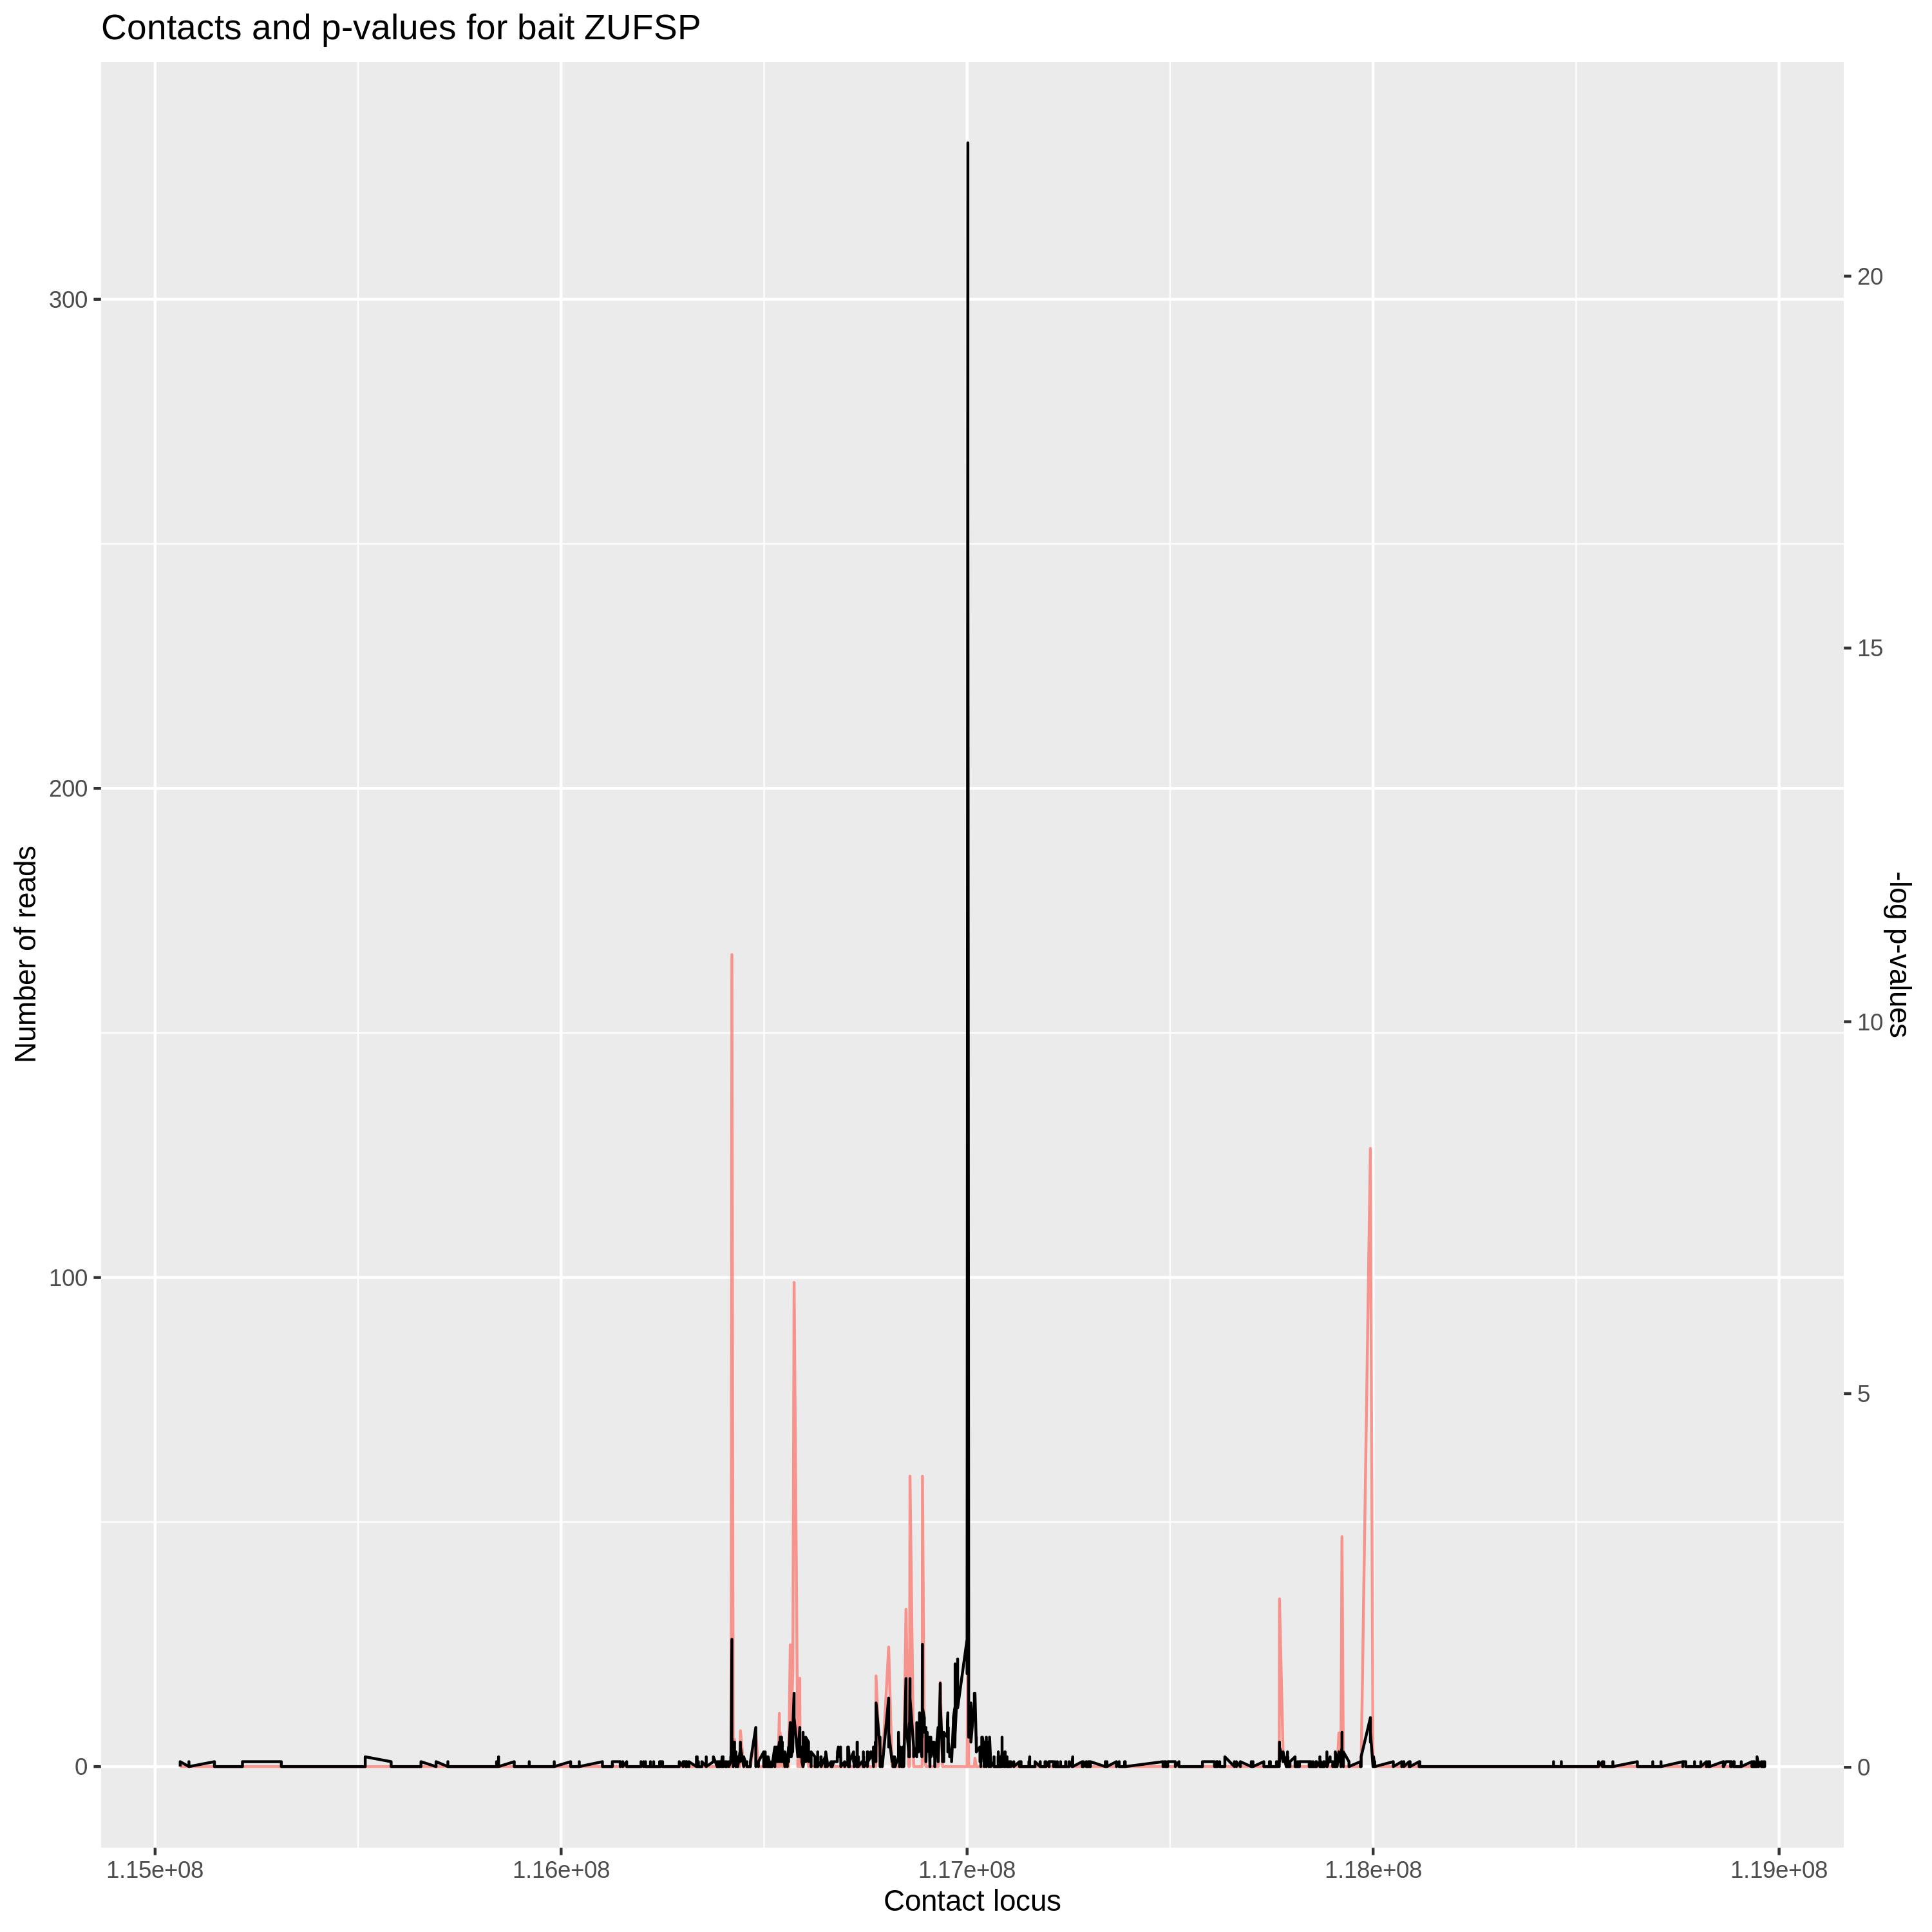 Contacts and p-values for bait ZUFSP
Number of reads
300
200
100
0
20
15
10
5
0
-log p-values
1.15e+08
1.16e+08
1.17e+08
1.18e+08
1.19e+08
Contact locus